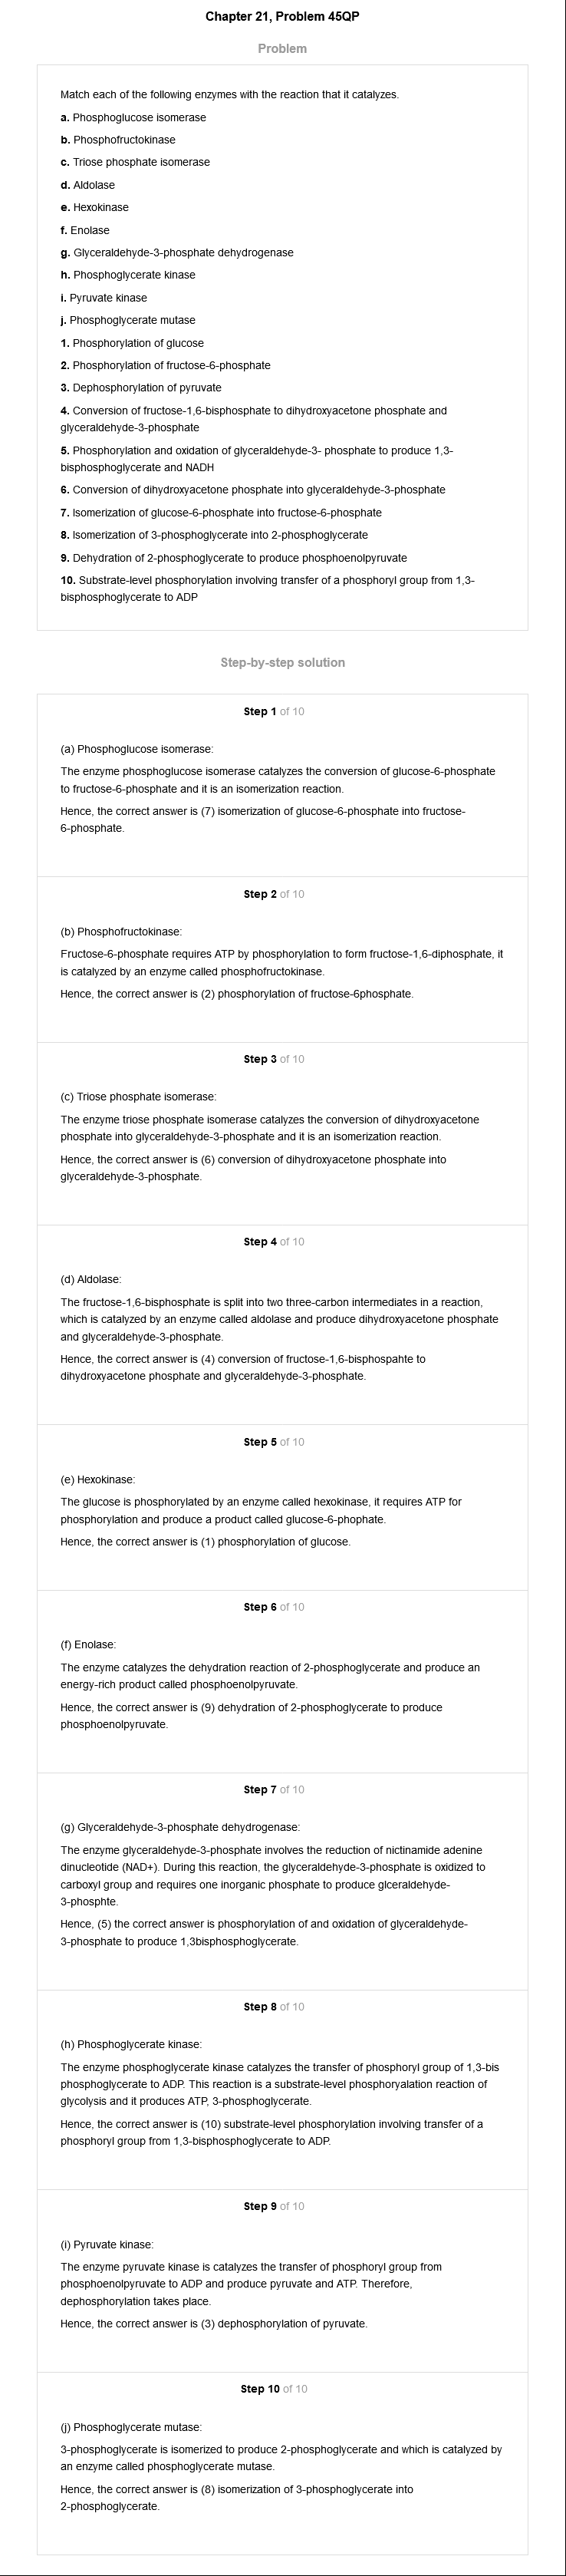 Chapter 21, Problem 45QP
Problem
Match each of the following enzymes with the reaction that it catalyzes.
a. Phosphoglucose isomerase
b. Phosphofructokinase
c. Triose phosphate isomerase
d. Aldolase
e. Hexokinase
f. Enolase
g. Glyceraldehyde-3-phosphate dehydrogenase
h. Phosphoglycerate kinase
i. Pyruvate kinase
j. Phosphoglycerate mutase
1. Phosphorylation of glucose
2. Phosphorylation of fructose-6-phosphate
3. Dephosphorylation of pyruvate
4. Conversion of fructose-1,6-bisphosphate to dihydroxyacetone phosphate and
glyceraldehyde-3-phosphate
5. Phosphorylation and oxidation of glyceraldehyde-3- phosphate to produce 1,3-
bisphosphoglycerate and NADH
6. Conversion of dihydroxyacetone phosphate into glyceraldehyde-3-phosphate
7. Isomerization of glucose-6-phosphate into fructose-6-phosphate
8. Isomerization of 3-phosphoglycerate into 2-phosphoglycerate
9. Dehydration of 2-phosphoglycerate to produce phosphoenolpyruvate
10. Substrate-level phosphorylation involving transfer of a phosphoryl group from 1,3-
bisphosphoglycerate to ADP
Step-by-step solution
Step 1 of 10
(a) Phosphoglucose isomerase:
The enzyme phosphoglucose isomerase catalyzes the conversion of glucose-6-phosphate
to fructose-6-phosphate and it is an isomerization reaction.
Hence, the correct answer is (7) isomerization of glucose-6-phosphate into fructose-
6-phosphate.
Step 2 of 10
(b) Phosphofructokinase:
Fructose-6-phosphate requires ATP by phosphorylation to form fructose-1,6-diphosphate, it
is catalyzed by an enzyme called phosphofructokinase.
Hence, the correct answer is (2) phosphorylation of fructose-6phosphate.
Step 3 of 10
(c) Triose phosphate isomerase:
The enzyme triose phosphate isomerase catalyzes the conversion of dihydroxyacetone
phosphate into glyceraldehyde-3-phosphate and it is an isomerization reaction.
Hence, the correct answer is (6) conversion of dihydroxyacetone phosphate into
glyceraldehyde-3-phosphate.
Step 4 of 10
(d) Aldolase:
The fructose-1,6-bisphosphate is split into two three-carbon intermediates in a reaction,
which is catalyzed by an enzyme called aldolase and produce dihydroxyacetone phosphate
and glyceraldehyde-3-phosphate.
Hence, the correct answer is (4) conversion of fructose-1,6-bisphospahte to
dihydroxyacetone phosphate and glyceraldehyde-3-phosphate.
Step 5 of 10
(e) Hexokinase:
The glucose is phosphorylated by an enzyme called hexokinase, it requires ATP for
phosphorylation and produce a product called glucose-6-phophate.
Hence, the correct answer is (1) phosphorylation of glucose.
Step 6 of 10
(f) Enolase:
The enzyme catalyzes the dehydration reaction of 2-phosphoglycerate and produce an
energy-rich product called phosphoenolpyruvate.
Hence, the correct answer is (9) dehydration of 2-phosphoglycerate to produce
phosphoenolpyruvate.
Step 7 of 10
(g) Glyceraldehyde-3-phosphate dehydrogenase:
The enzyme glyceraldehyde-3-phosphate involves the reduction of nictinamide adenine
dinucleotide (NAD+). During this reaction, the glyceraldehyde-3-phosphate is oxidized to
carboxyl group and requires one inorganic phosphate to produce glceraldehyde-
3-phosphte.
Hence, (5) the correct answer is phosphorylation of and oxidation of glyceraldehyde-
3-phosphate to produce 1,3bisphosphoglycerate.
Step 8 of 10
(h) Phosphoglycerate kinase:
The enzyme phosphoglycerate kinase catalyzes the transfer of phosphoryl group of 1,3-bis
phosphoglycerate to ADP. This reaction is a substrate-level phosphoryalation reaction of
glycolysis and it produces ATP, 3-phosphoglycerate.
Hence, the correct answer is (10) substrate-level phosphorylation involving transfer of a
phosphoryl group from 1,3-bisphosphoglycerate to ADP.
Step 9 of 10
(i) Pyruvate kinase:
The enzyme pyruvate kinase is catalyzes the transfer of phosphoryl group from
phosphoenolpyruvate to ADP and produce pyruvate and ATP. Therefore,
dephosphorylation takes place.
Hence, the correct answer is (3) dephosphorylation of pyruvate.
Step 10 of 10
(j) Phosphoglycerate mutase:
3-phosphoglycerate is isomerized to produce 2-phosphoglycerate and which is catalyzed by
an enzyme called phosphoglycerate mutase.
Hence, the correct answer is (8) isomerization of 3-phosphoglycerate into
2-phosphoglycerate.